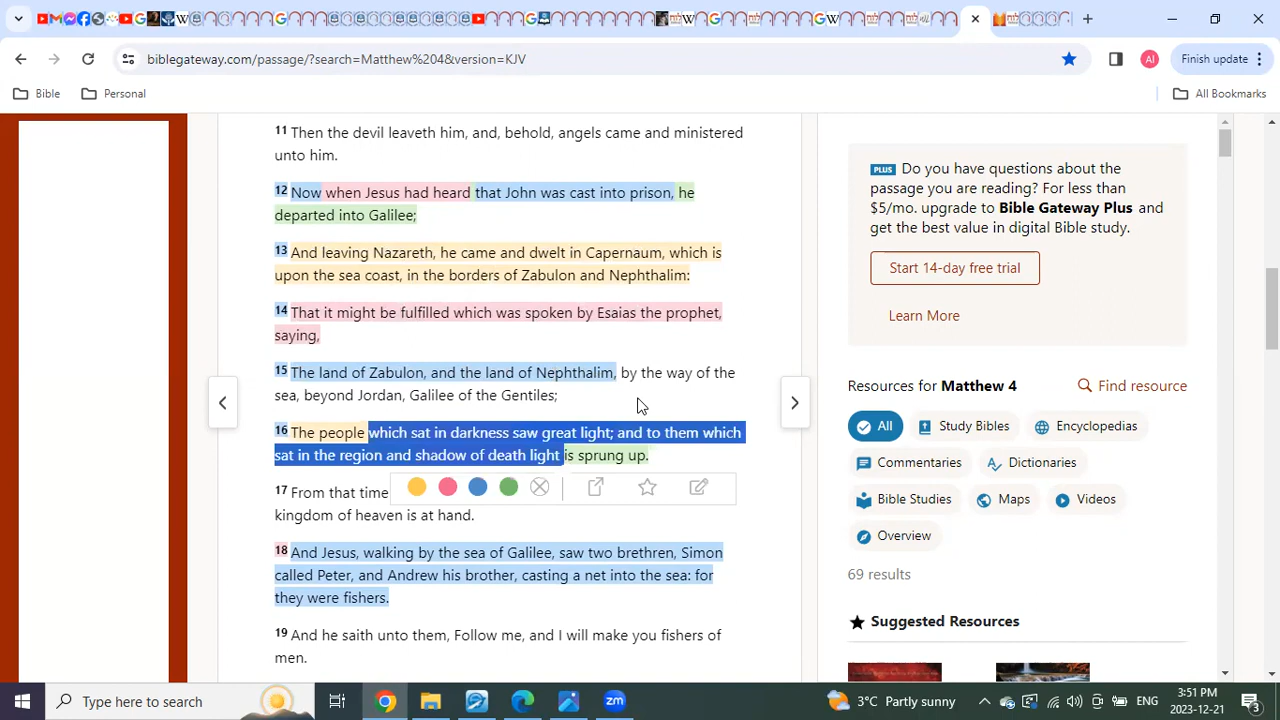 biblegateway.com/passage/?search=Matthew%204&version=KJV
AI
Finish update
Bible
Personal
All Bookmarks
11 Then the devil leaveth him, and, behold, angels came and ministered
unto him.
12 Now when Jesus had heard that John was cast into prison, he
departed into Galilee;
13 And leaving Nazareth, he came and dwelt in Capernaum, which is
upon the sea coast, in the borders of Zabulon and Nephthalim:
14 That it might be fulfilled which was spoken by Esaias the prophet,
saying,
15 The land of Zabulon, and the land of Nephthalim, by the way of the
sea, beyond Jordan, Galilee of the Gentiles;
16 The people which sat in darkness saw great light; and to them which
sat in the region and shadow of death light is sprung up.
17 From that time
kingdom of heaven is at hand.
18 And Jesus, walking by the sea of Galilee, saw two brethren, Simon
called Peter, and Andrew his brother, casting a net into the sea: for
they were fishers.
19 And he saith unto them, Follow me, and I will make you fishers of
men.
PLUS Do you have questions about the
passage you are reading? For less than
$5/mo. upgrade to Bible Gateway Plus and
get the best value in digital Bible study.
Start 14-day free trial
Learn More
Resources for Matthew 4
Find resource
All
Study Bibles
Encyclopedias
Commentaries
Dictionaries
Bible Studies
Maps
Videos
Overview
69 results
Suggested Resources
Type here to search
zm
3°C Partly sunny
ENG
3:51 PM
2023-12-21
3